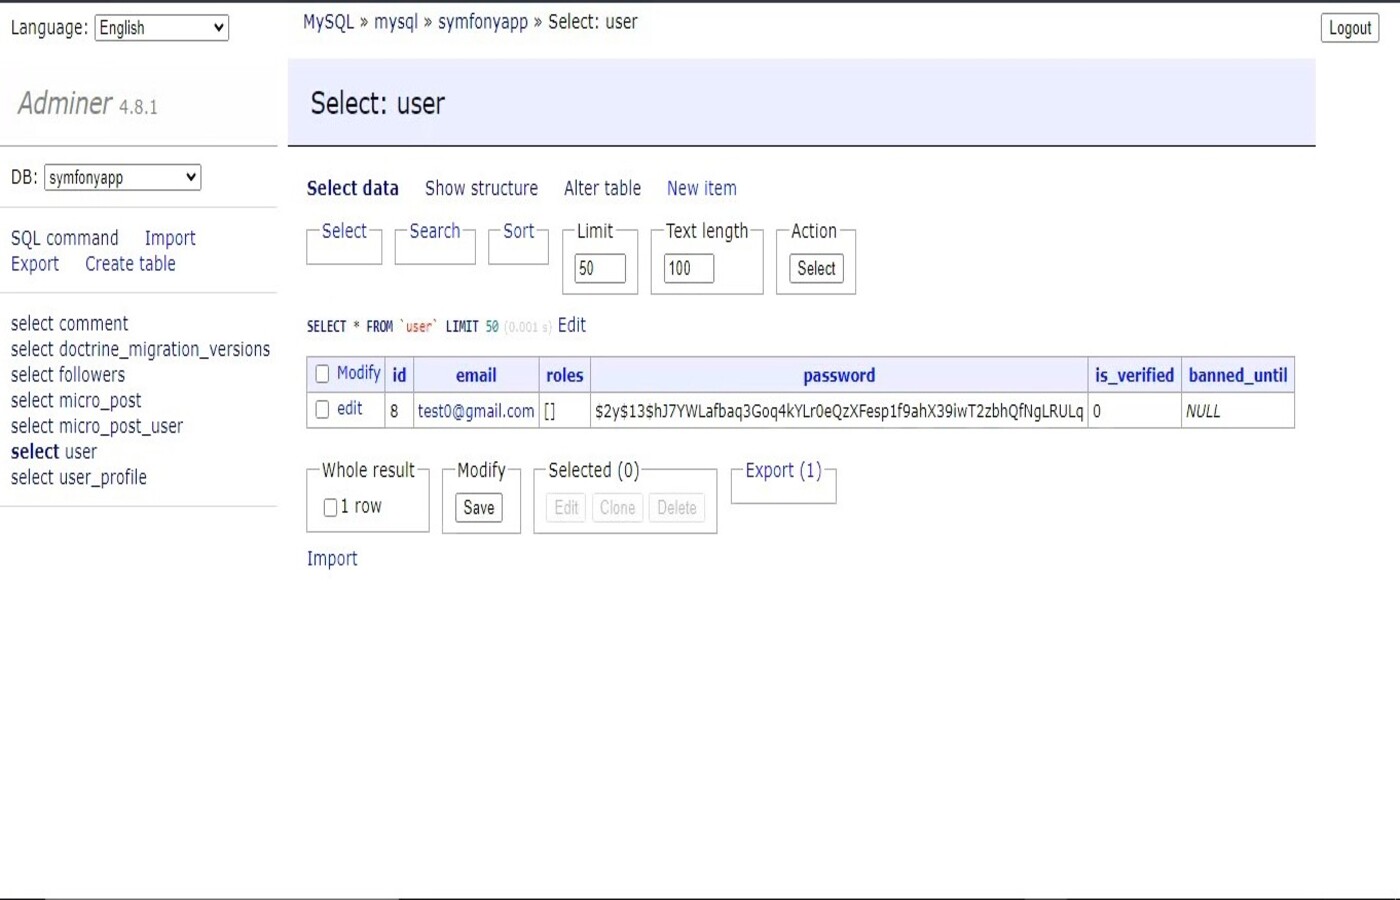 Language: English
MySQL » mysql » symfonyapp » Select: user
Logout
Adminer 4.8.1
Select: user
DB: symfonyapp
Select data Show structure Alter table New item
SQL command Import
Export Create table
Select Search Sort Limit Text length Action
50 100 Select
select comment
select doctrine_migration_versions
select followers
select micro_post
select micro_post_user
select user
select user_profile
SELECT * FROM `user` LIMIT 50 (0.001 s) Edit
Modify id email roles password is_verified banned_until
edit 8 test0@gmail.com [] $2y$13$hJ7YWLafbaq3Goq4kYLr0eQzXFesp1f9ahX39iwT2zbhQfNgLRULq 0 NULL
Whole result Modify Selected (0) Export (1)
1 row Save Edit Clone Delete
Import